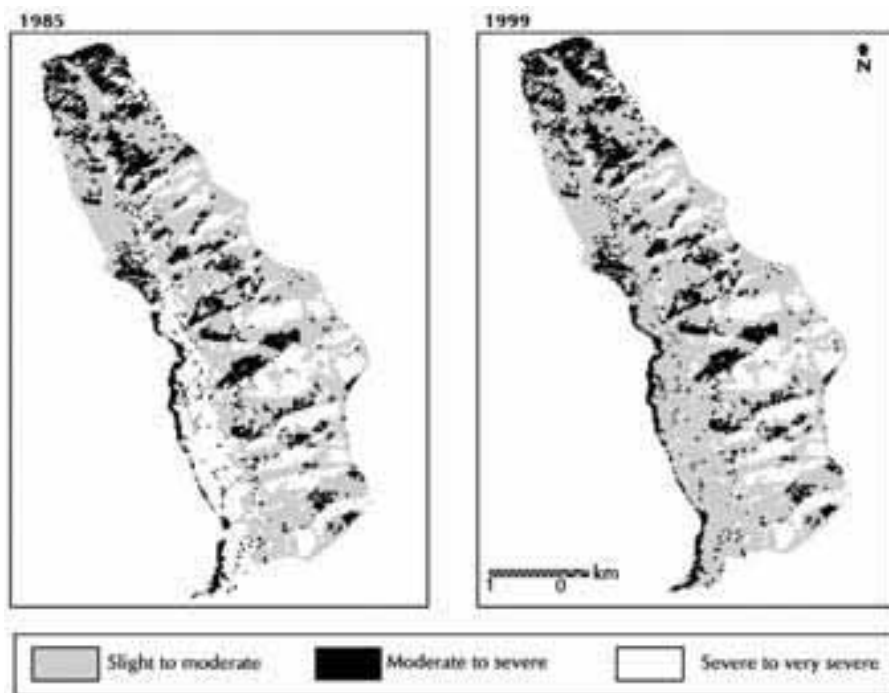 1985
1999
N
km
1 0
Slight to moderate
Moderate to severe
Severe to very severe